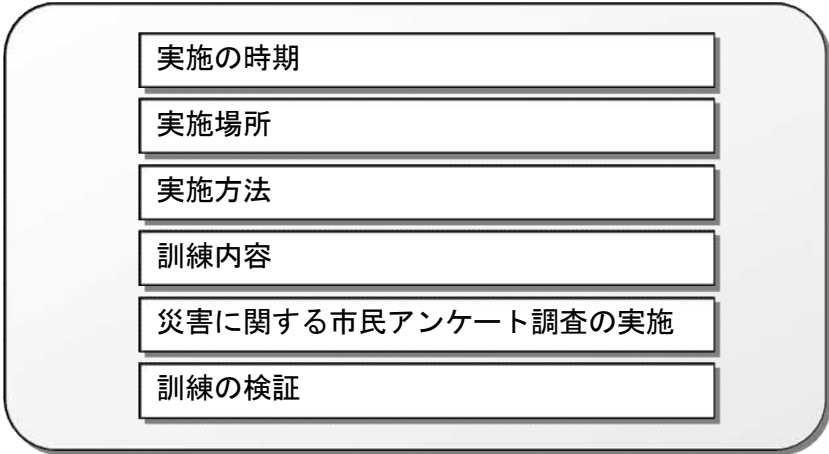 実施の時期
実施場所
実施方法
訓練内容
災害に関する市民アンケート調査の実施
訓練の検証